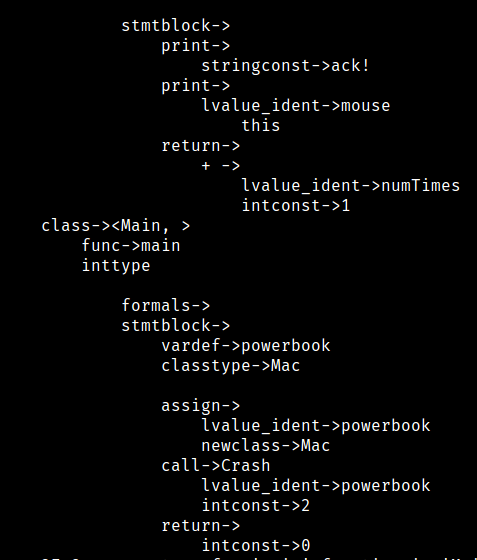 stmtblock->
print->
stringconst->ack!
print->
lvalue_ident->mouse
this
return->
+ ->
lvalue_ident->numTimes
intconst->1
class-><Main, >
func->main
inttype
formals->
stmtblock->
vardef->powerbook
classtype->Mac
assign->
lvalue_ident->powerbook
newclass->Mac
call->Crash
lvalue_ident->powerbook
intconst->2
return->
intconst->0